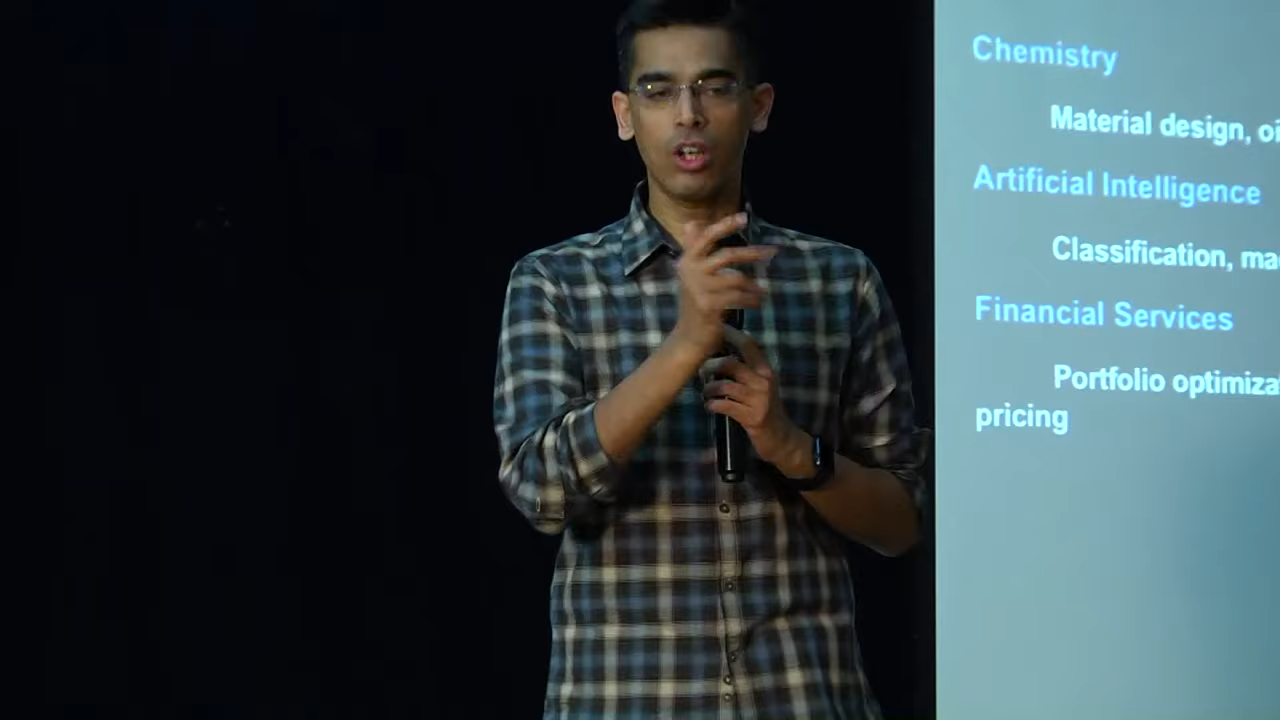 Chemistry
Material design,
Artificial Intelligence
Classification,
Financial Services
Portfolio
pricing